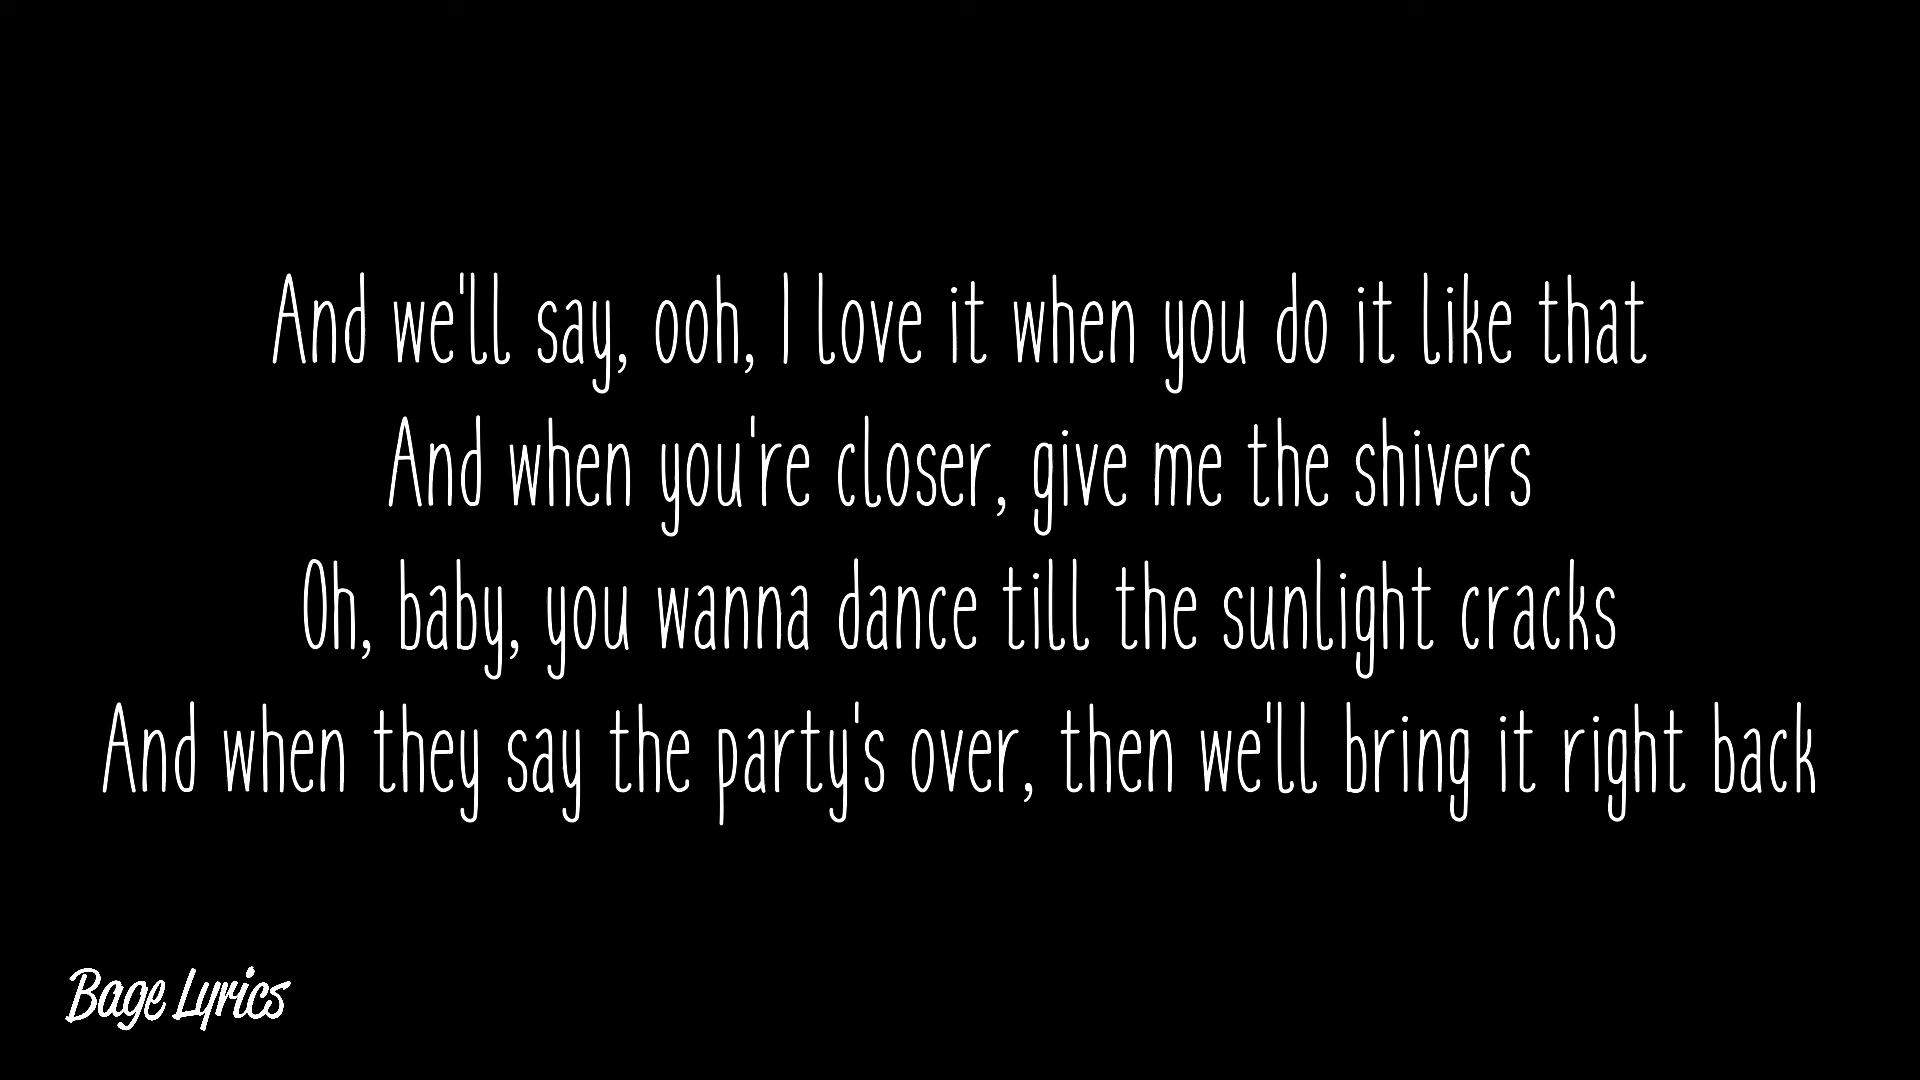 And we'll say, ooh, I love it when you do it like that
And when you're closer, give me the shivers
Oh, baby, you wanna dance till the sunlight cracks
And when they say the party's over, then we'll bring it right back
Bage Lyrics